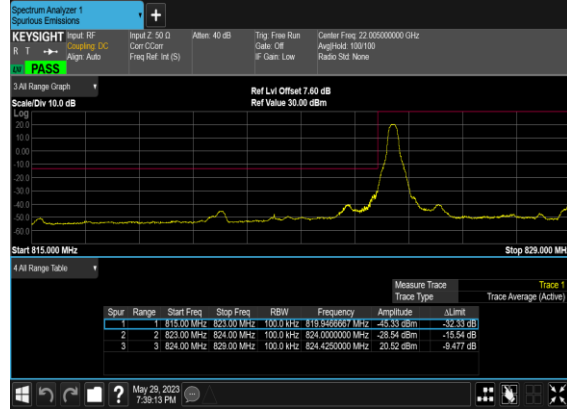 Spectrum Analyzer 1
Spurious Emissions
+
KEYSIGHT Input: RF Input Z: 50 Ω Atten: 40 dB Trig: Free Run Center Freq: 22.005000000 GHz
R T Coupling: DC Corr CCorr Gate: Off Avg|Hold: 100/100
Align: Auto Freq Ref: Int (S) IF Gain: Low Radio Std: None
PASS
3 All Range Graph
Ref Lvl Offset 7.60 dB
Scale/Div 10.0 dB Ref Value 30.00 dBm
Log
20.0
10.0
0.00
-10.0
-20.0
-30.0
-40.0
-50.0
-60.0
Start 815.000 MHz Stop 829.000 MH
4 All Range Table
Measure Trace Trace 1
Trace Type Trace Average (Active)
Spur Range Start Freq Stop Freq RBW Frequency Amplitude ΔLimit
1 1 815.00 MHz 823.00 MHz 100.0 kHz 819.9466667 MHz -45.33 dBm -32.33 dB
2 2 823.00 MHz 824.00 MHz 100.0 kHz 824.0000000 MHz -28.54 dBm -15.54 dB
3 3 824.00 MHz 829.00 MHz 100.0 kHz 824.4250000 MHz 20.52 dBm -9.477 dB
? May 29, 2023
7:39:13 PM